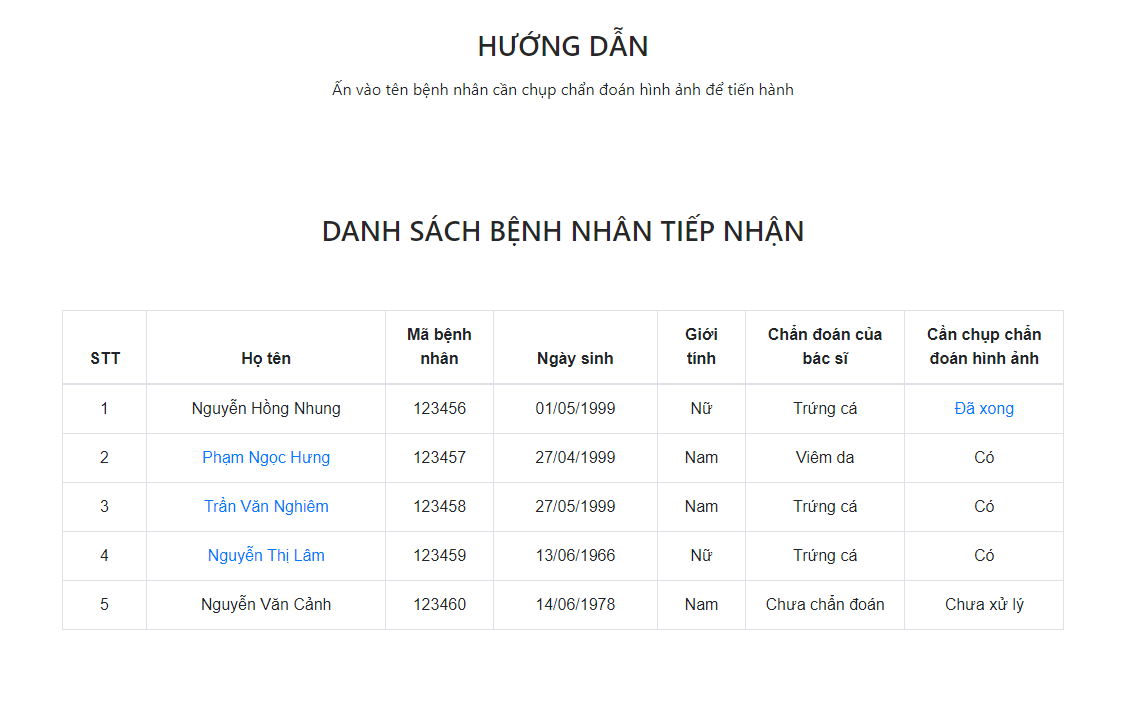 HƯỚNG DẪN
Ấn vào tên bệnh nhân cần chụp chẩn đoán hình ảnh để tiến hành
DANH SÁCH BỆNH NHÂN TIẾP NHẬN
STT Họ tên Mã bệnh nhân Ngày sinh Giới tính Chẩn đoán của bác sĩ Cần chụp chẩn đoán hình ảnh
1 Nguyễn Hồng Nhung 123456 01/05/1999 Nữ Trứng cá Đã xong
2 Phạm Ngọc Hưng 123457 27/04/1999 Nam Viêm da Có
3 Trần Văn Nghiêm 123458 27/05/1999 Nam Trứng cá Có
4 Nguyễn Thị Lâm 123459 13/06/1966 Nữ Trứng cá Có
5 Nguyễn Văn Cảnh 123460 14/06/1978 Nam Chưa chẩn đoán Chưa xử lý